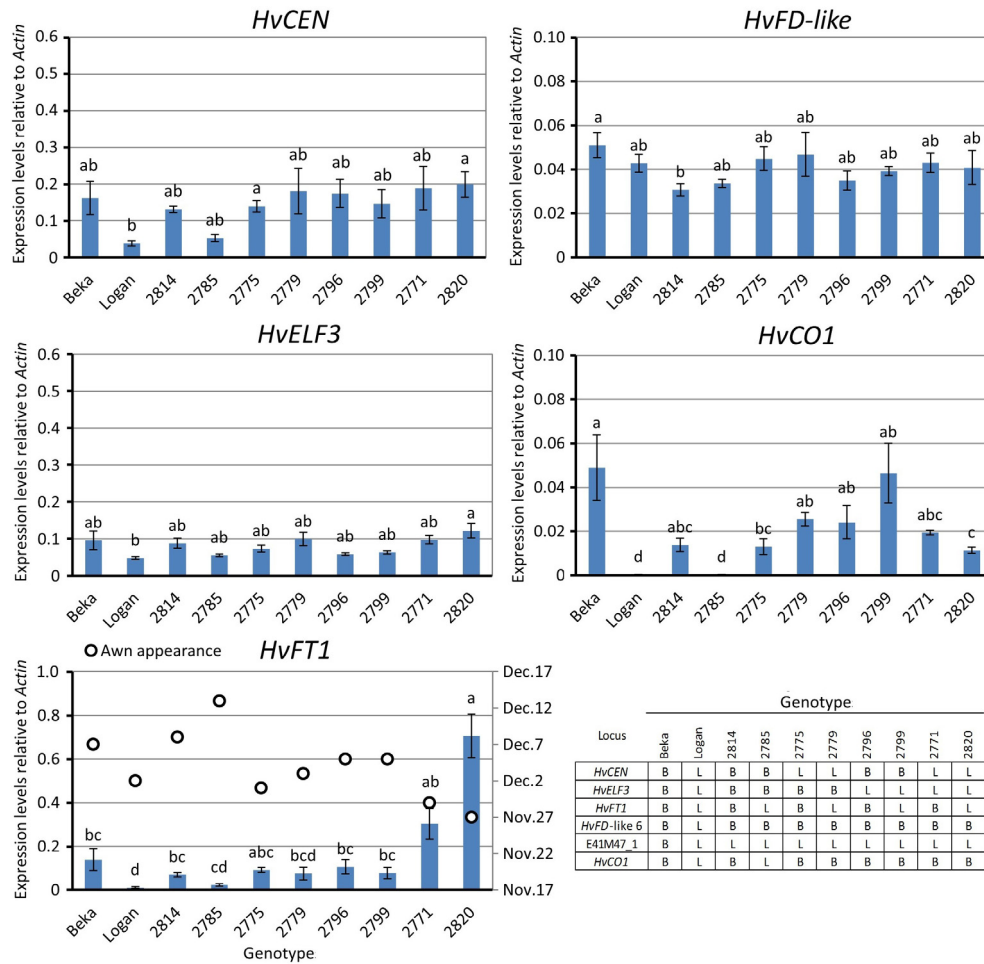 HvCEN
Expression levels relative to Actin
0.6
0.5
0.4
0.3
0.2
0.1
0
ab
b
ab
ab
a
ab
ab
ab
ab
a
Beka
Logan
2814
2785
2775
2779
2796
2799
2771
2820
HvFD-like
Expression levels relative to Actin
0.10
0.08
0.06
0.04
0.02
0
a
ab
b
ab
ab
ab
ab
ab
ab
ab
Beka
Logan
2814
2785
2775
2779
2796
2799
2771
2820
HvELF3
Expression levels relative to Actin
0.6
0.5
0.4
0.3
0.2
0.1
0
ab
b
ab
ab
ab
ab
ab
ab
ab
a
Beka
Logan
2814
2785
2775
2779
2796
2799
2771
2820
HvCO1
Expression levels relative to Actin
0.10
0.08
0.06
0.04
0.02
0
a
d
abc
d
bc
ab
ab
ab
abc
c
Beka
Logan
2814
2785
2775
2779
2796
2799
2771
2820
Awn appearance
HvFT1
Expression levels relative to Actin
1.0
0.8
0.6
0.4
0.2
0
Dec.17
Dec.12
Dec.7
Dec.2
Nov.27
Nov.22
Nov.17
bc
d
bc
cd
abc
bcd
bc
bc
ab
a
Beka
Logan
2814
2785
2775
2779
2796
2799
2771
2820
Genotype
Genotype
Locus Beka Logan 2814 2785 2775 2779 2796 2799 2771 2820
HvCEN B L B B L L B B L L
HvELF3 B L B B B B L L L L
HvFT1 B L B L B L B L B L
HvFD-like 6 B L B B B B B B B B
E41M47_1 B L L L L L L L L L
HvCO1 B L B L B L B B B B